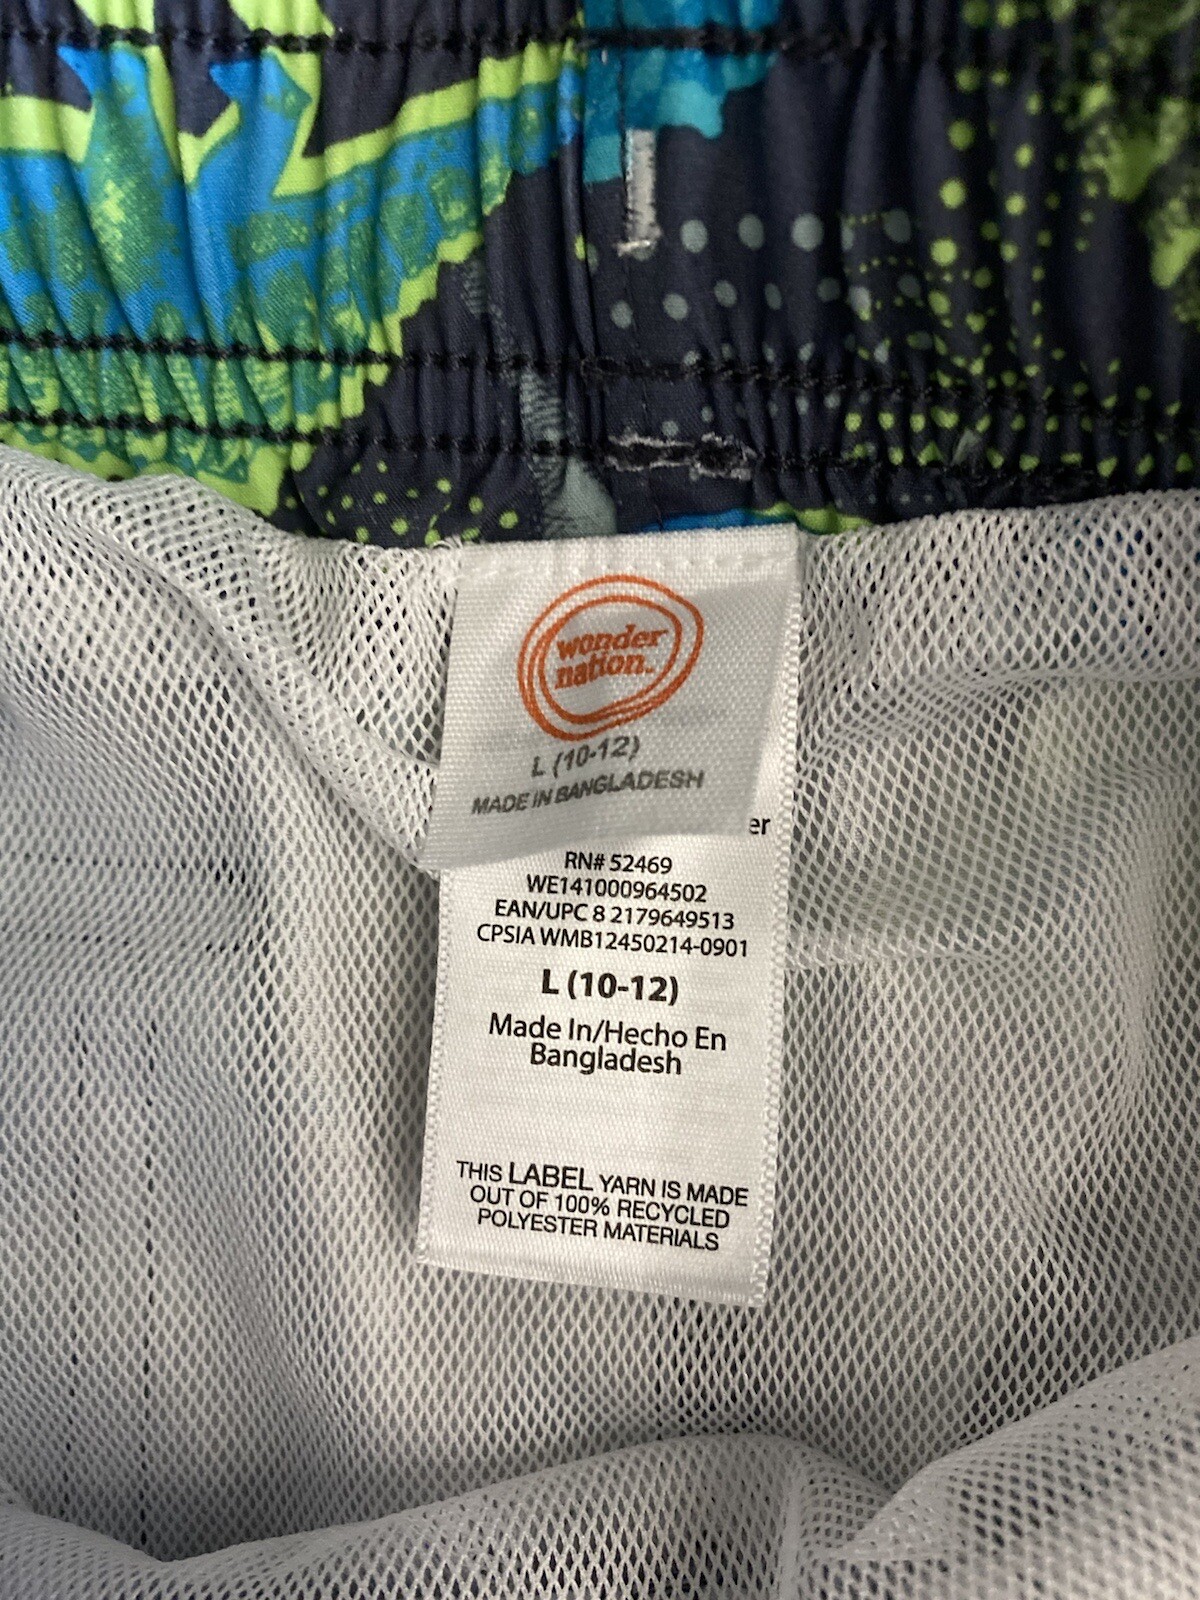 wonder
nation.
L (10-12)
MADE IN BANGLADESH
er
RN# 52469
WE141000964502
EAN/UPC 8 2179649513
CPSIA WMB12450214-0901
L (10-12)
Made In/Hecho En
Bangladesh
THIS LABEL YARN IS MADE
OUT OF 100% RECYCLED
POLYESTER MATERIALS